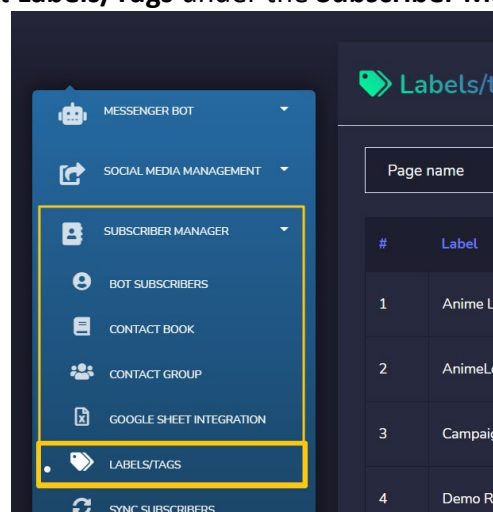 Labels/Tags under the Subscriber M
Labels/t
MESSENGER BOT
SOCIAL MEDIA MANAGEMENT
SUBSCRIBER MANAGER
BOT SUBSCRIBERS
CONTACT BOOK
CONTACT GROUP
GOOGLE SHEET INTEGRATION
LABELS/TAGS
SYNC SUBSCRIBERS
Page name
# Label
1 Anime L
2 AnimeL
3 Campaig
4 Demo R